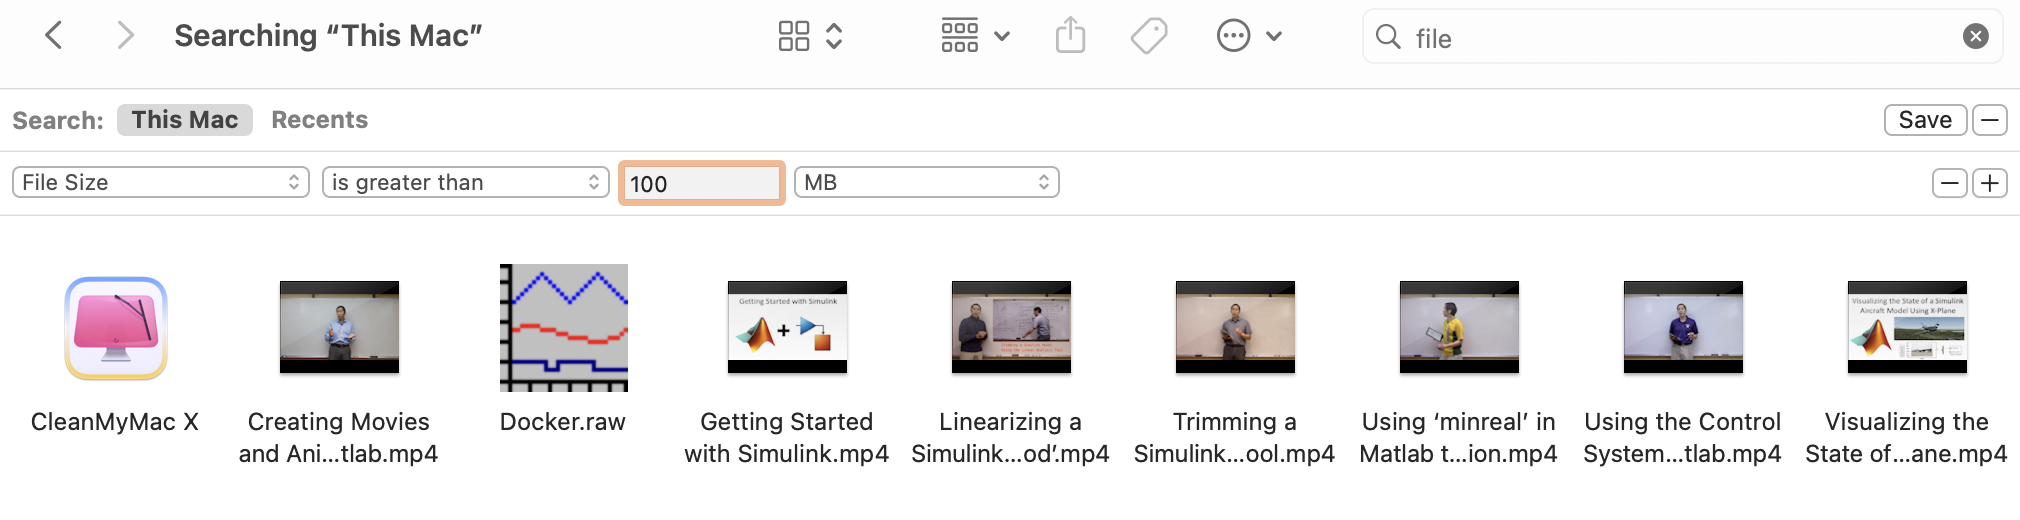 Searching “This Mac”
file
Search: This Mac Recents
Save
File Size is greater than 100 MB
Getting Started with Simulink
Visualizing the State of a Simulink
Aircraft Model Using X-Plane
CleanMyMac X
Creating Movies
and Ani...tlab.mp4
Docker.raw
Getting Started
with Simulink.mp4
Linearizing a
Simulink...od’.mp4
Trimming a
Simulink...ool.mp4
Using ‘minreal’ in
Matlab t...ion.mp4
Using the Control
System...tlab.mp4
Visualizing the
State of...ane.mp4